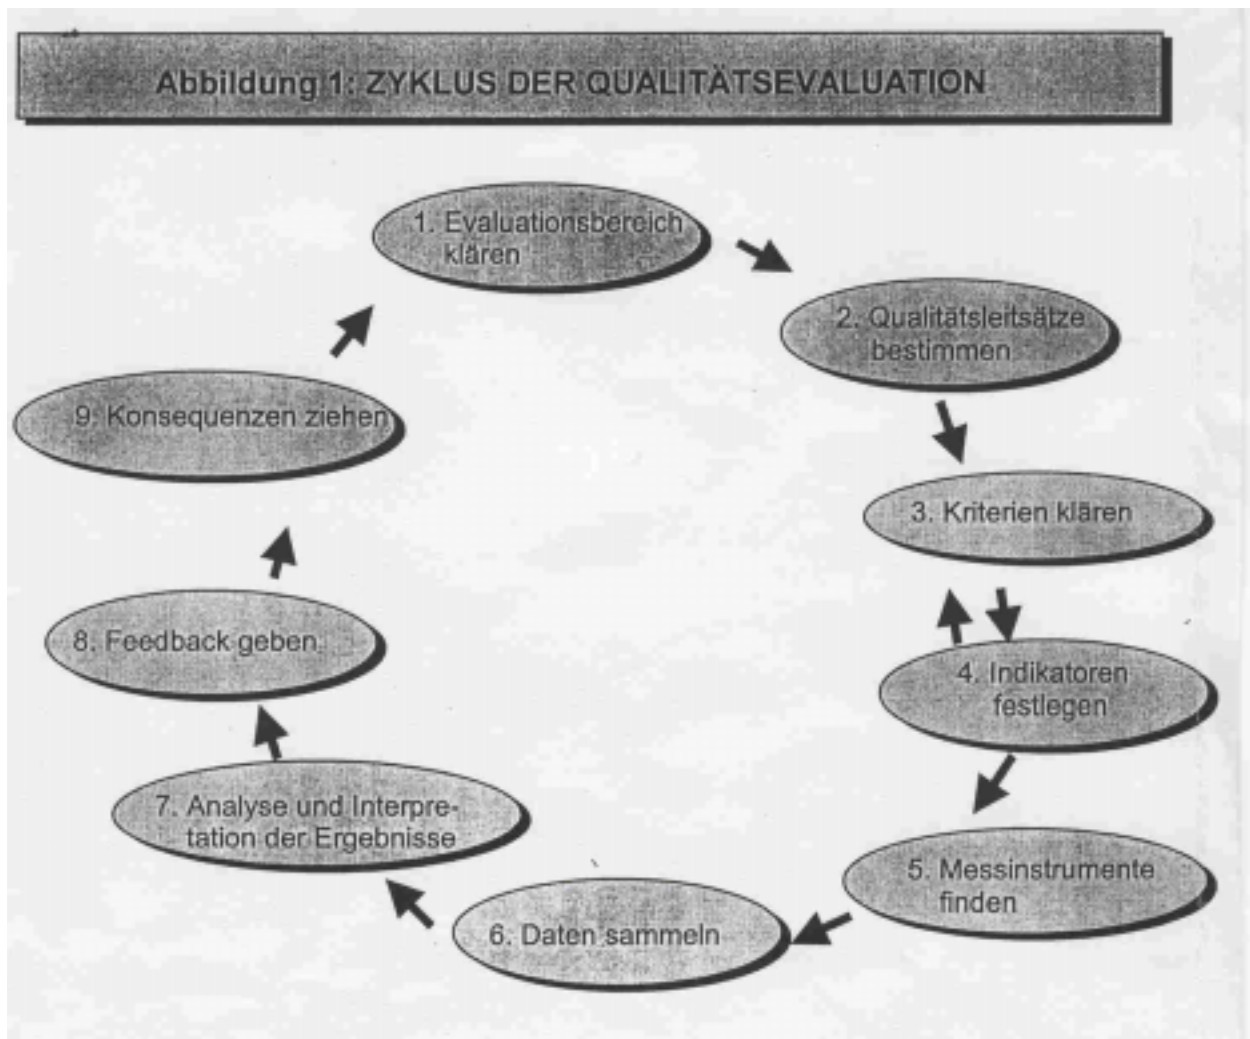 Abbildung 1: ZYKLUS DER QUALITÄTSEVALUATION
1. Evaluationsbereich
klären
2. Qualitätsleitsätze
bestimmen
3. Kriterien klären
4. Indikatoren
festlegen
5. Messinstrumente
finden
6. Daten sammeln
7. Analyse und Interpre-
tation der Ergebnisse
8. Feedback geben
9. Konsequenzen ziehen